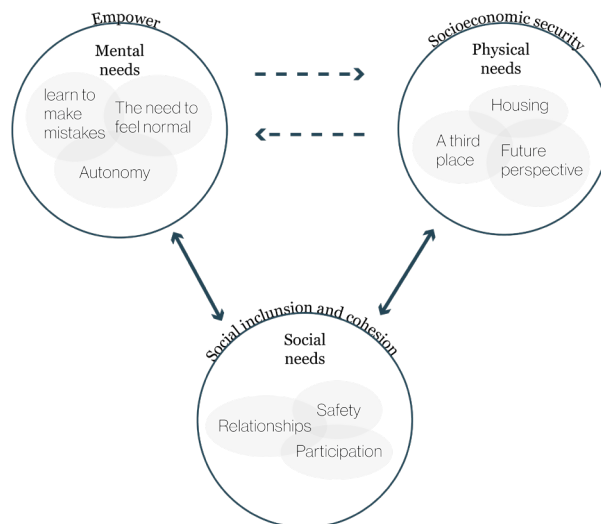 Empower
Mental
needs
learn to
make
mistakes
The need to
feel normal
Autonomy
Socioeconomic security
Physical
needs
Housing
A third
place
Future
perspective
Social inclunsion and cohesion
Social
needs
Safety
Relationships
Participation